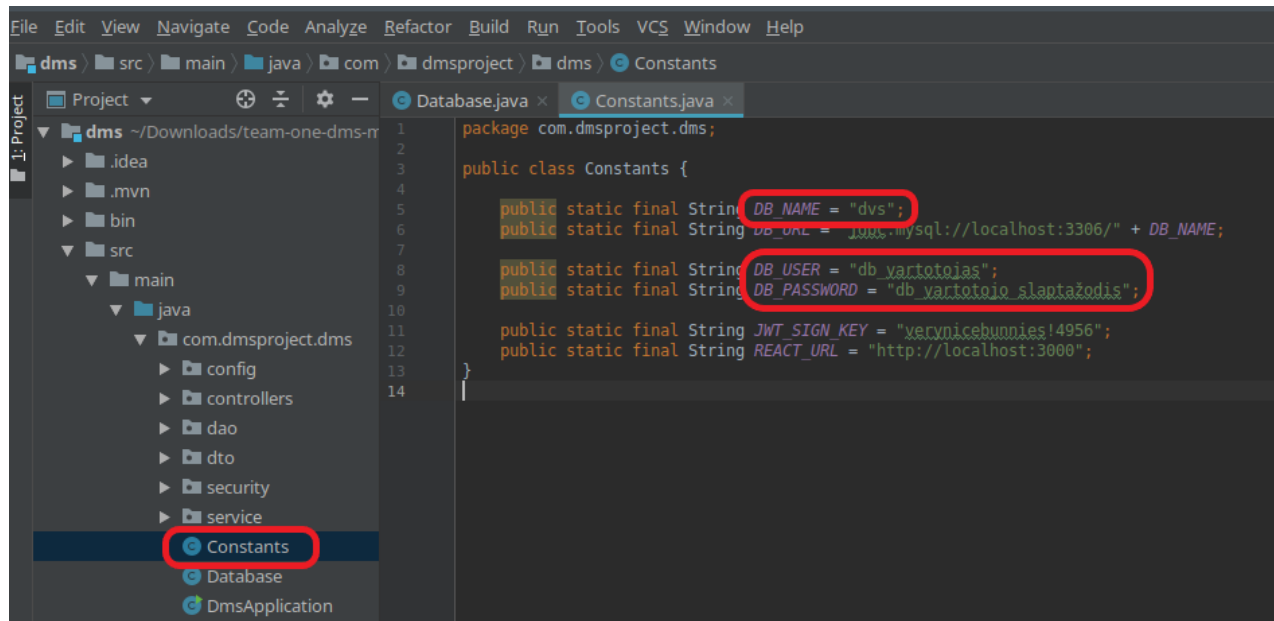 File Edit View Navigate Code Analyze Refactor Build Run Tools VCS Window Help
dms src main java com dmsproject dms Constants
1: Project
Project
Database.java
Constants.java
dms ~/Downloads/team-one-dms-m
.idea
.mvn
bin
src
main
java
com.dmsproject.dms
config
controllers
dao
dto
security
service
Constants
Database
DmsApplication
1 package com.dmsproject.dms;
2
3 public class Constants {
4
5 public static final String DB_NAME = "dvs";
6 public static final String DB_URL = "jdbc:mysql://localhost:3306/" + DB_NAME;
7
8 public static final String DB_USER = "db_vartotojas";
9 public static final String DB_PASSWORD = "db_vartotojo_slaptažodis";
10
11 public static final String JWT_SIGN_KEY = "verynicebunnies!4956";
12 public static final String REACT_URL = "http://localhost:3000";
13 }
14